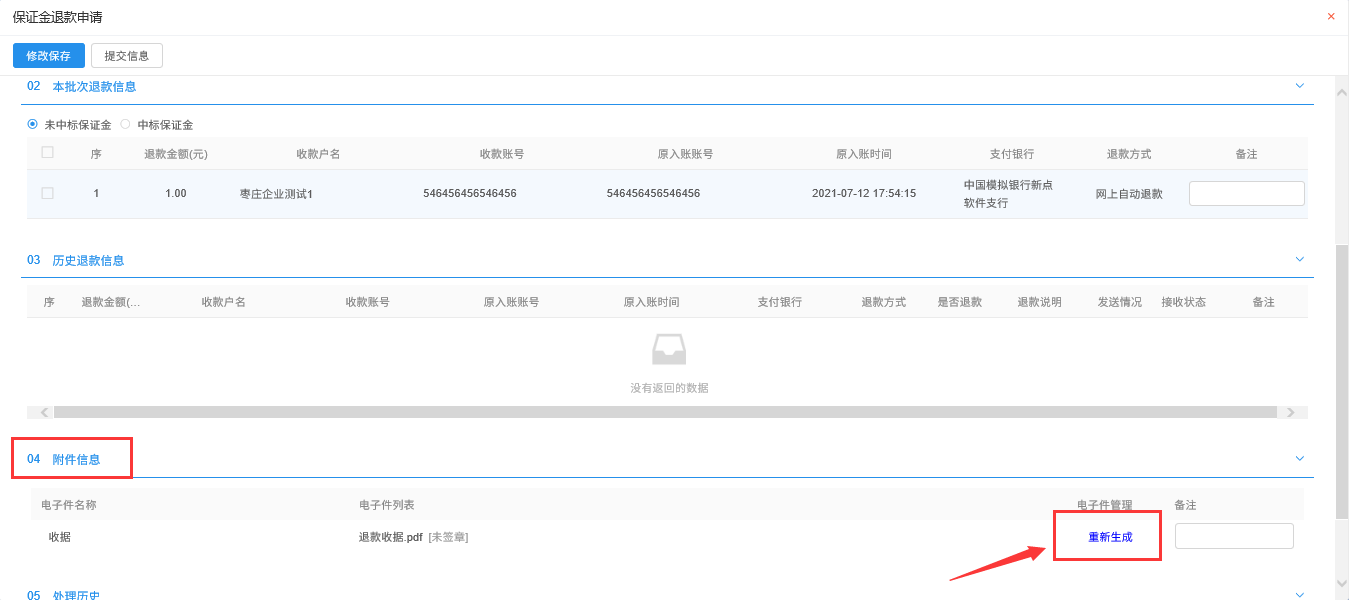 保证金退款申请
×
修改保存 提交信息
02 本批次退款信息
未中标保证金 中标保证金
序 退款金额(元) 收款户名 收款账号 原入账账号 原入账时间 支付银行 退款方式 备注
1 1.00 枣庄企业测试1 546456456546456 546456456546456 2021-07-12 17:54:15 中国模拟银行新点 网上自动退款
软件支行
03 历史退款信息
序 退款金额(... 收款户名 收款账号 原入账账号 原入账时间 支付银行 退款方式 是否退款 退款说明 发送情况 接收状态 备注
没有返回的数据
04 附件信息
电子件名称 电子件列表 电子件管理 备注
收据 退款收据.pdf [未签章] 重新生成
05 处理历史